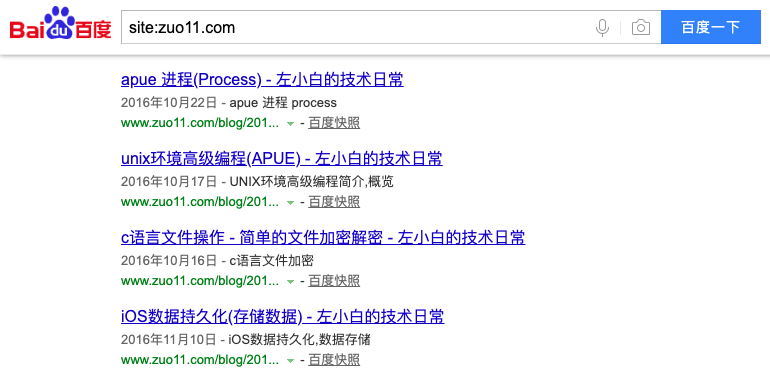 Bai du 百度
site:zuo11.com
百度一下
apue 进程(Process) - 左小白的技术日常
2016年10月22日 - apue 进程 process
www.zuo11.com/blog/201... - 百度快照
unix环境高级编程(APUE) - 左小白的技术日常
2016年10月17日 - UNIX环境高级编程简介,概览
www.zuo11.com/blog/201... - 百度快照
c语言文件操作 - 简单的文件加密解密 - 左小白的技术日常
2016年10月16日 - c语言文件加密
www.zuo11.com/blog/201... - 百度快照
iOS数据持久化(存储数据) - 左小白的技术日常
2016年11月10日 - iOS数据持久化,数据存储
www.zuo11.com/blog/201... - 百度快照